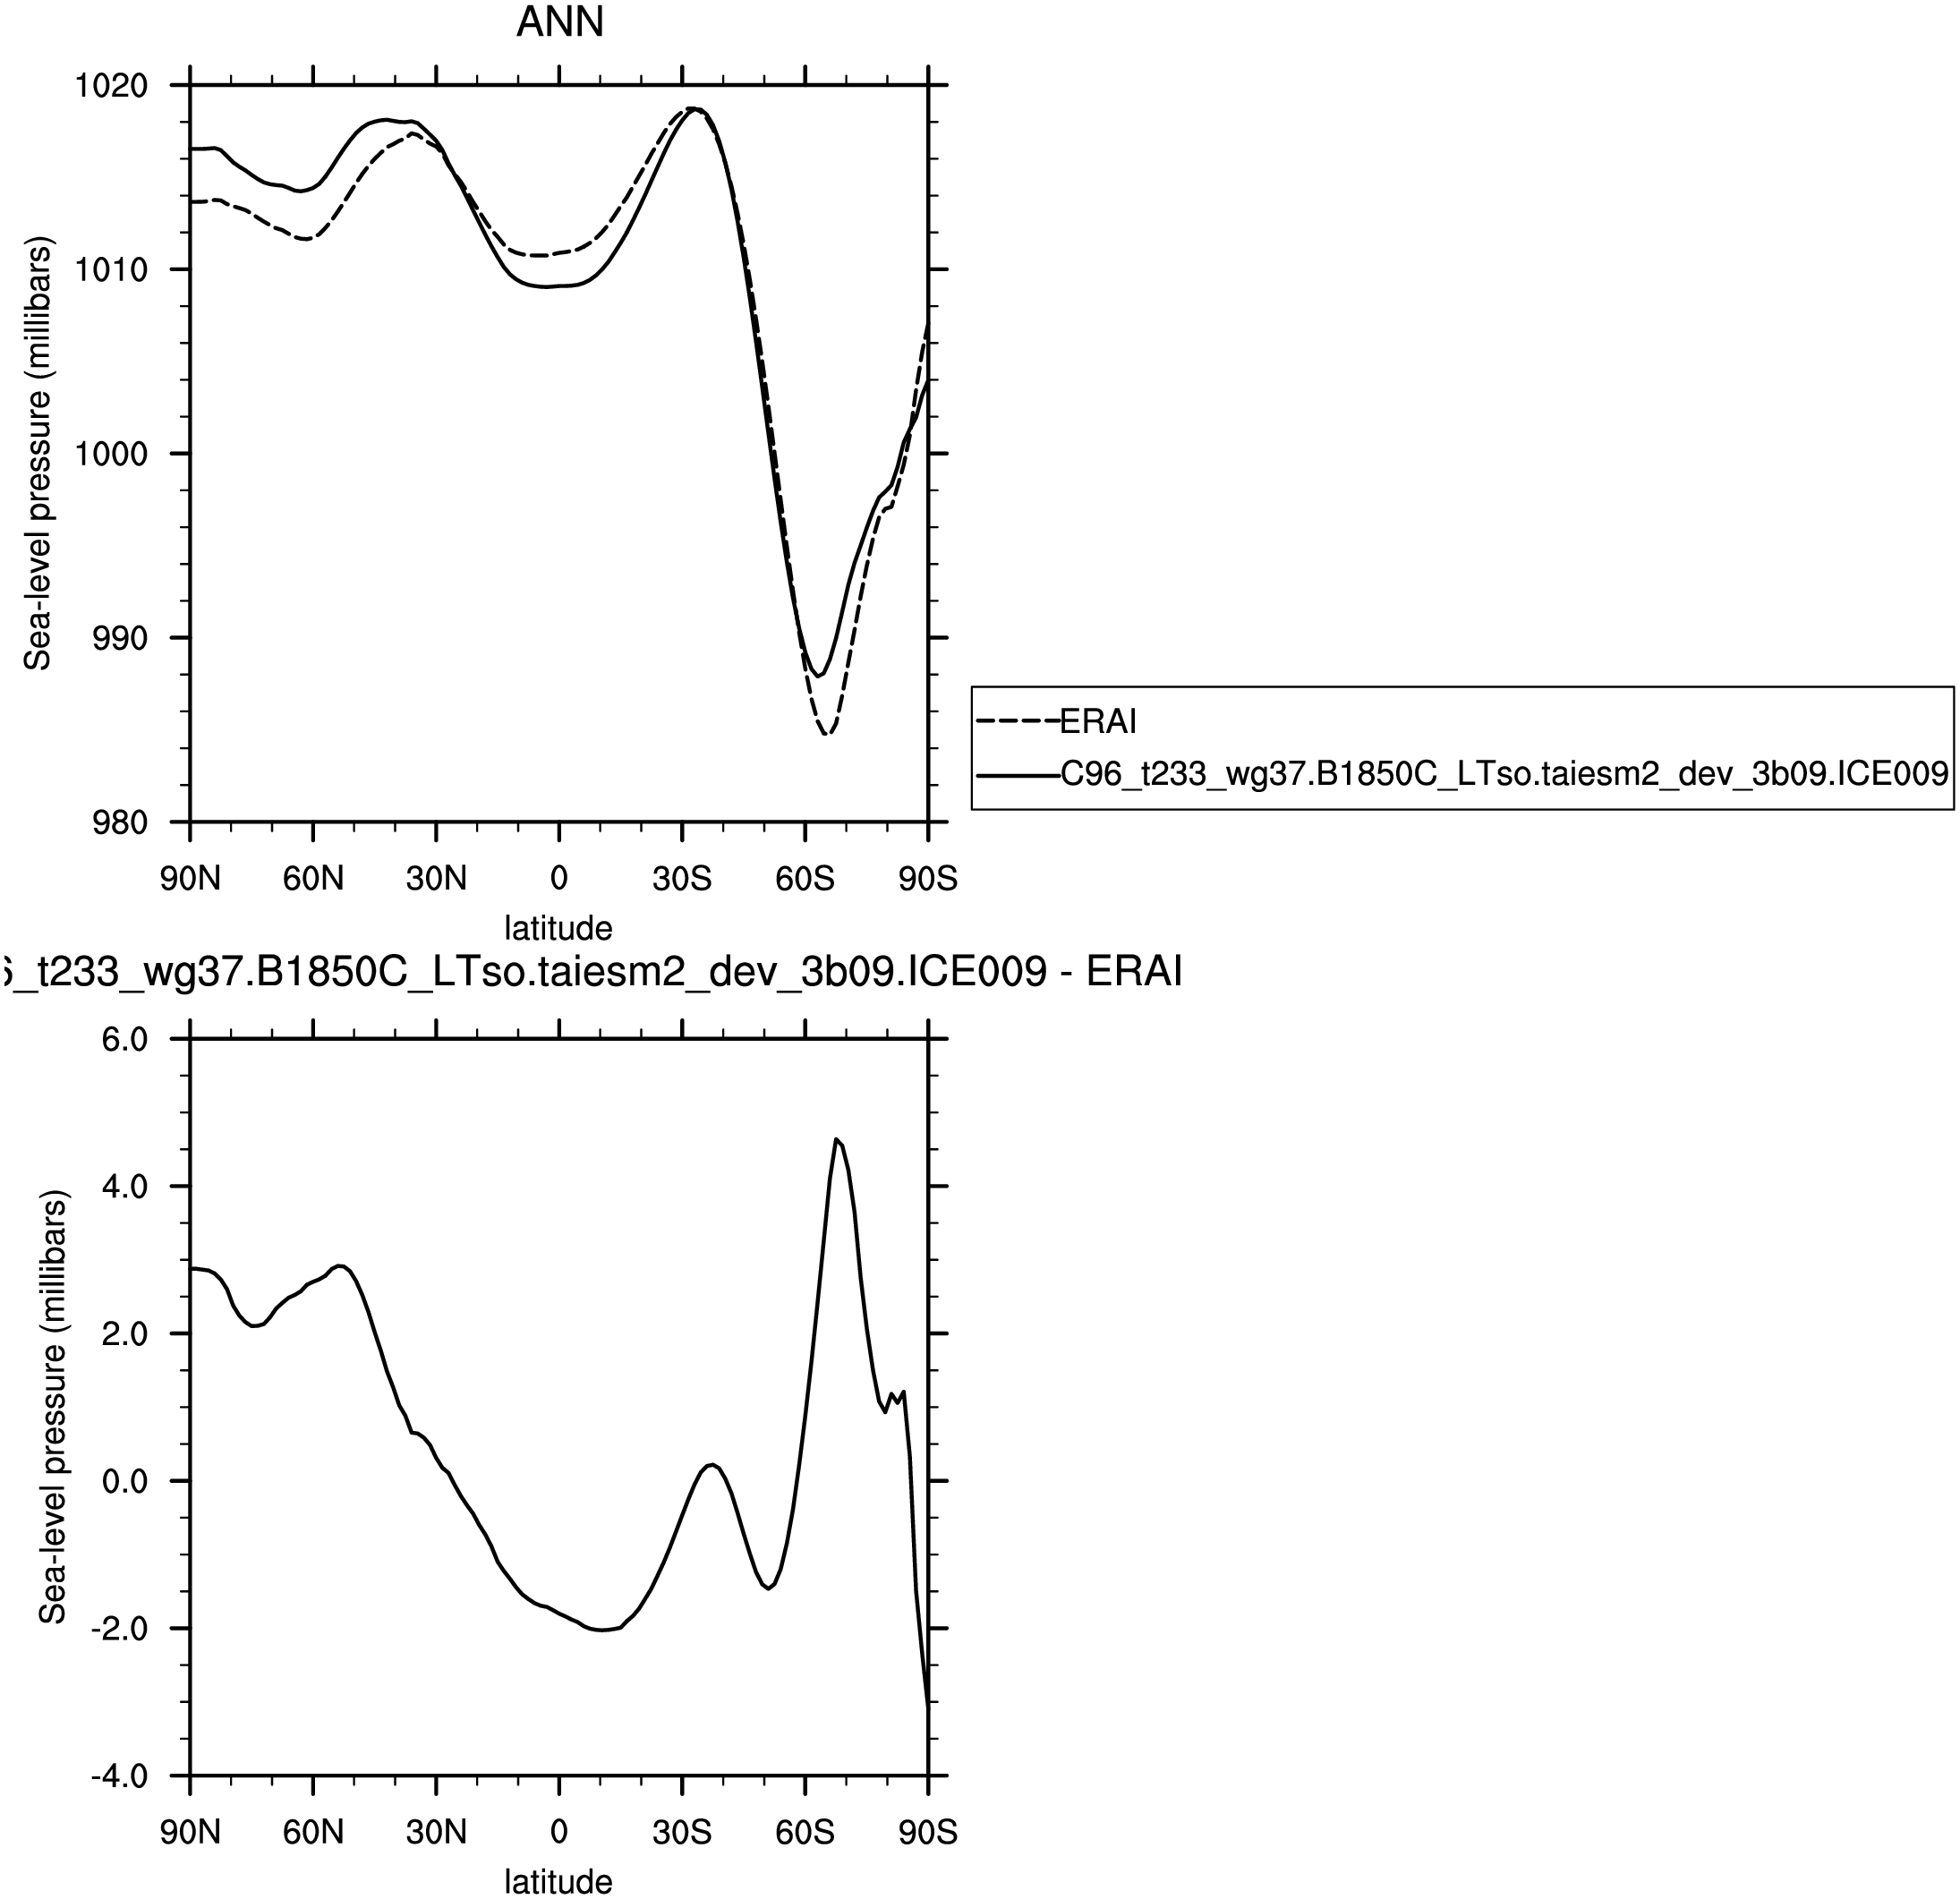 ANN
1020
1010
1000
990
980
Sea-level pressure (millibars)
90N 60N 30N 0 30S 60S 90S
latitude
ERAI
C96_t233_wg37.B1850C_LTso.taiesm2_dev_3b09.ICE009
_t233_wg37.B1850C_LTso.taiesm2_dev_3b09.ICE009 - ERAI
6.0
4.0
2.0
0.0
-2.0
-4.0
Sea-level pressure (millibars)
90N 60N 30N 0 30S 60S 90S
latitude